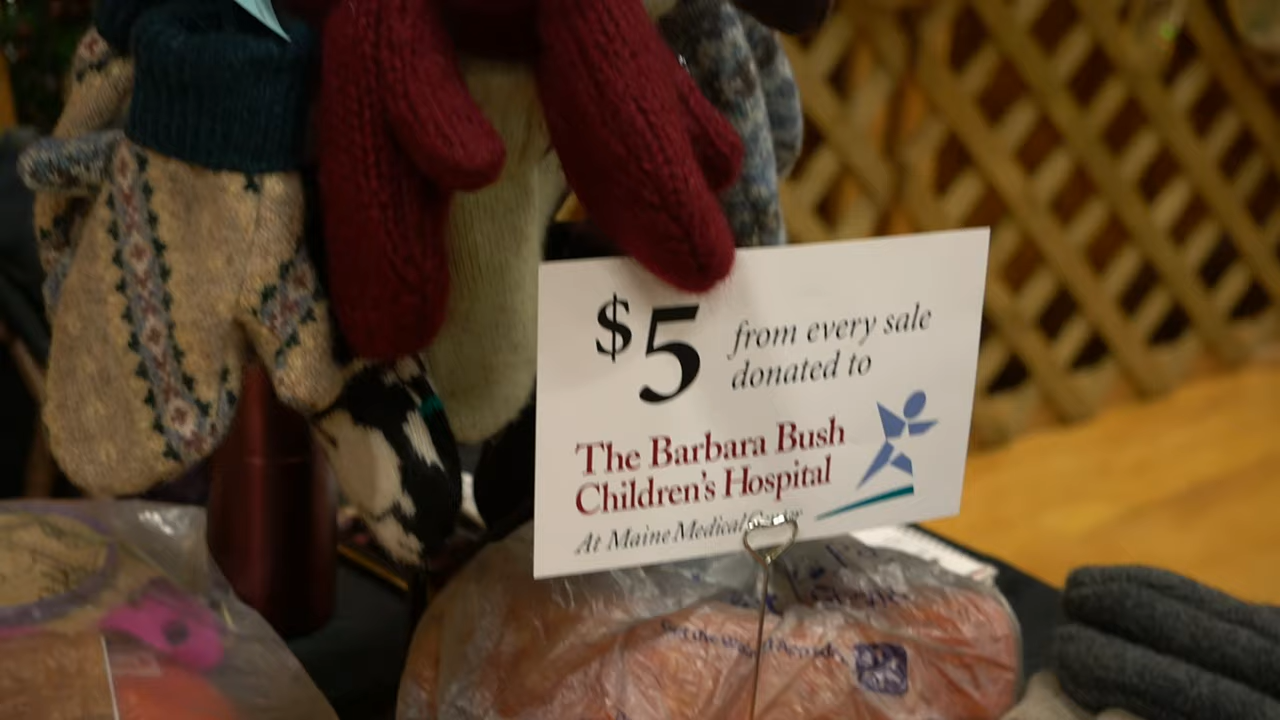 $5 from every sale
donated to
The Barbara Bush
Children's Hospital
At Maine Medical Center